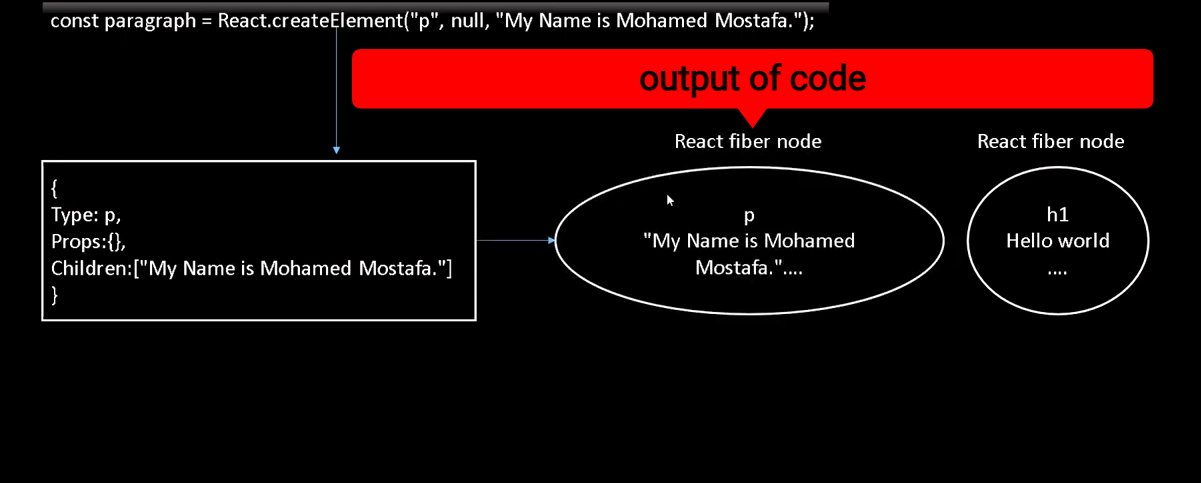 const paragraph = React.createElement("p", null, "My Name is Mohamed Mostafa.");
output of code
React fiber node
React fiber node
{
Type: p,
Props:{},
Children:["My Name is Mohamed Mostafa."]
}
p
"My Name is Mohamed
Mostafa."....
h1
Hello world
....